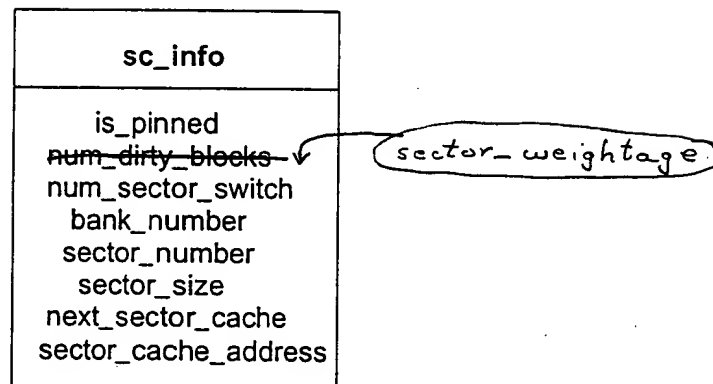 sc_info
is_pinned
num_dirty_blocks
sector_weightage
num_sector_switch
bank_number
sector_number
sector_size
next_sector_cache
sector_cache_address